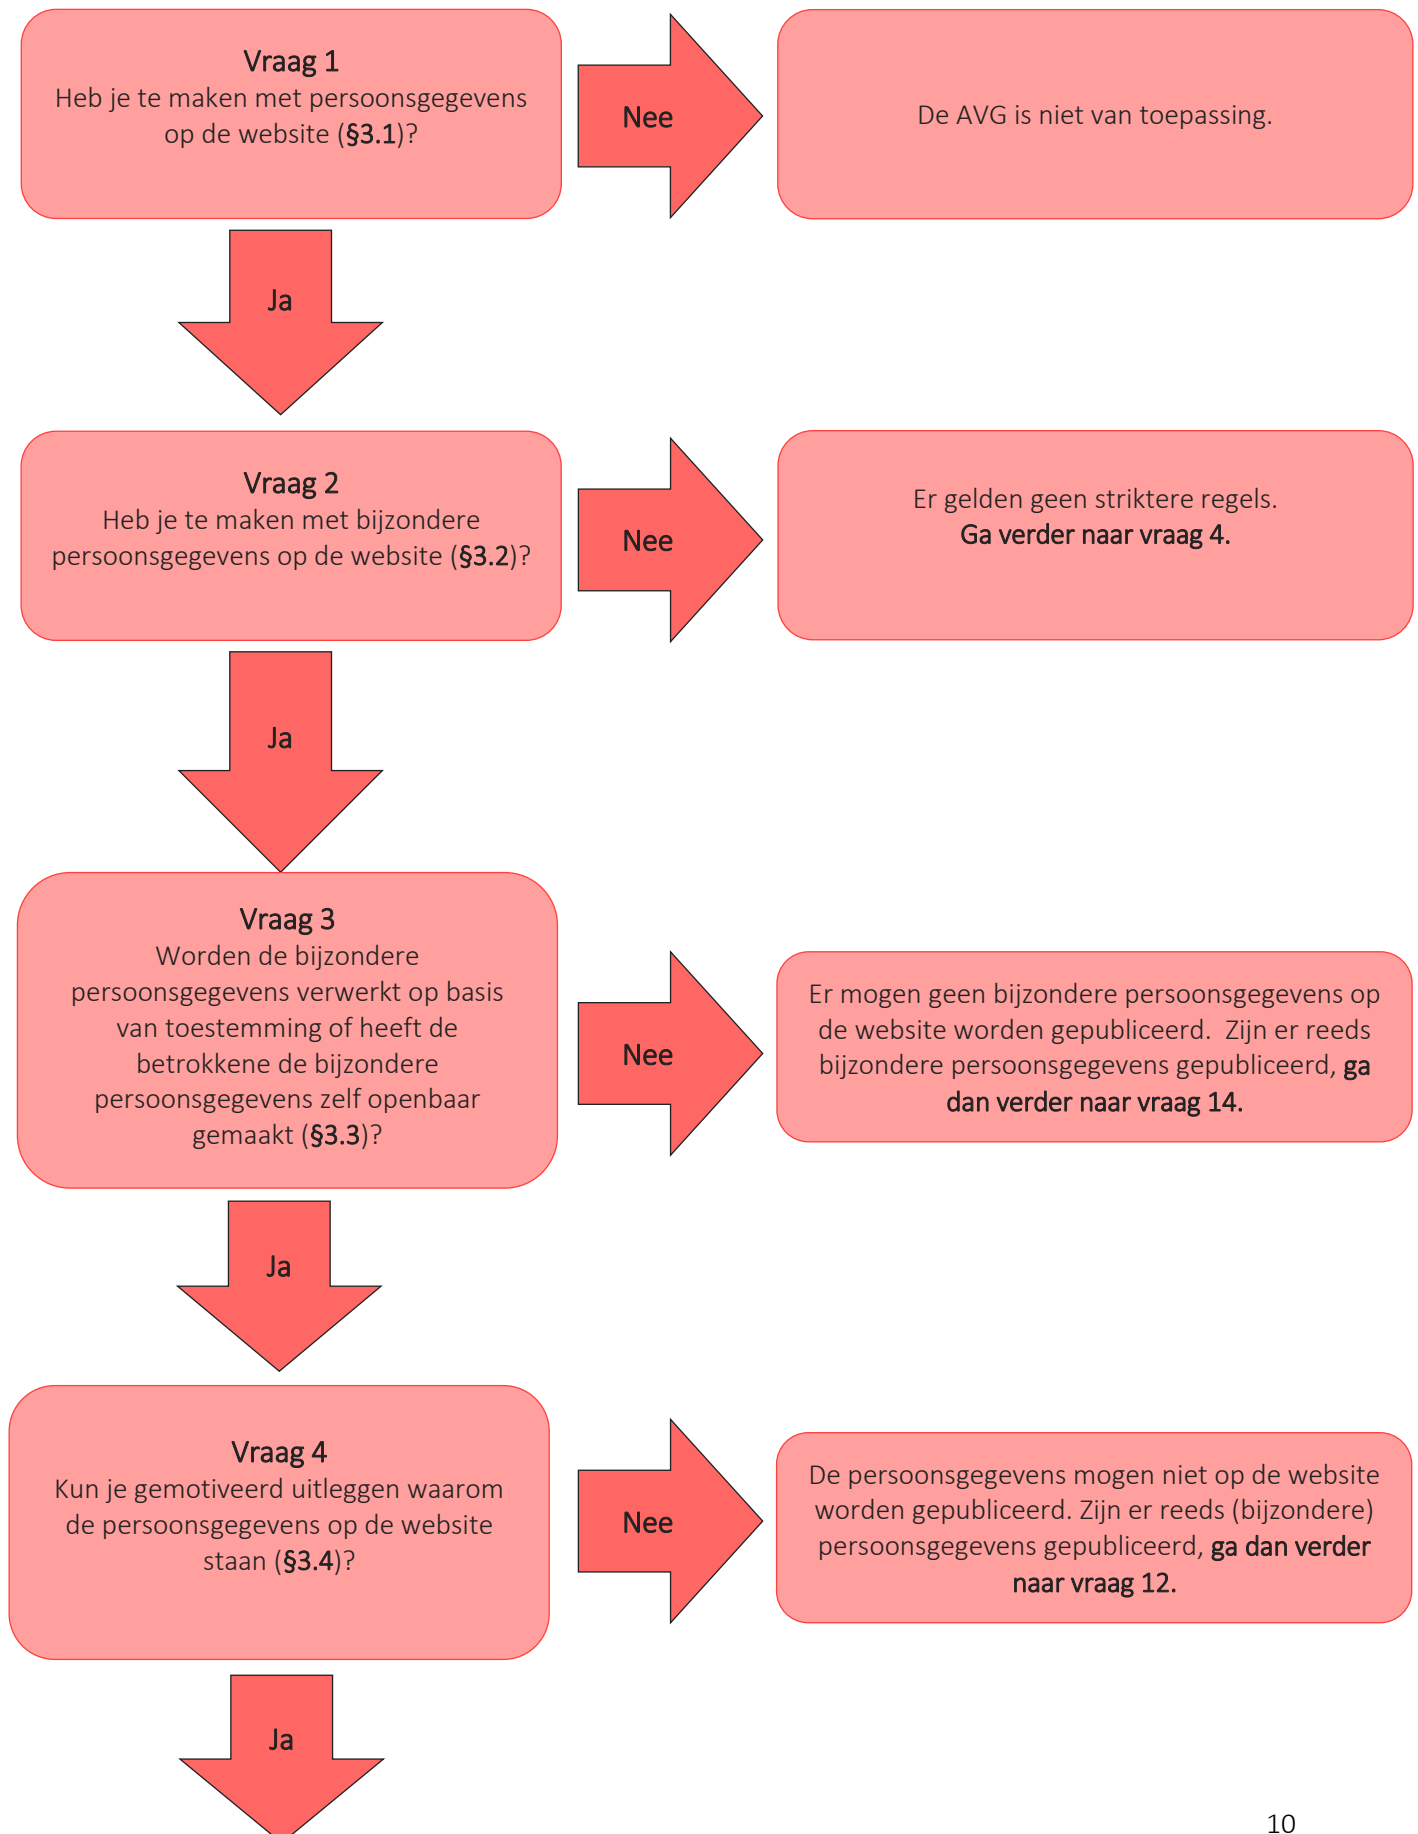 Vraag 1
Heb je te maken met persoonsgegevens
op de website (§3.1)?
Nee
De AVG is niet van toepassing.
Ja
Vraag 2
Heb je te maken met bijzondere
persoonsgegevens op de website (§3.2)?
Nee
Er gelden geen striktere regels.
Ga verder naar vraag 4.
Ja
Vraag 3
Worden de bijzondere
persoonsgegevens verwerkt op basis
van toestemming of heeft de
betrokkene de bijzondere
persoonsgegevens zelf openbaar
gemaakt (§3.3)?
Nee
Er mogen geen bijzondere persoonsgegevens op
de website worden gepubliceerd.  Zijn er reeds
bijzondere persoonsgegevens gepubliceerd, ga
dan verder naar vraag 14.
Ja
Vraag 4
Kun je gemotiveerd uitleggen waarom
de persoonsgegevens op de website
staan (§3.4)?
Nee
De persoonsgegevens mogen niet op de website
worden gepubliceerd. Zijn er reeds (bijzondere)
persoonsgegevens gepubliceerd, ga dan verder
naar vraag 12.
Ja
10